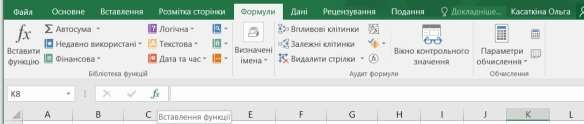 Файл Основне Вставлення Розмітка сторінки Формули Дані Рецензування Подання Докладніше... Касаткіна Ольга
fx Вставити функцію
Σ Автосума
Недавно використані
Фінансова
Логічна
Текстова
Дата та час
Бібліотека функцій
Визначені імена
Впливові клітинки
Залежні клітинки
Видалити стрілки
Вікно контрольного значення
Аудит формули
Параметри обчислення
Обчислення
K8 fx
Вставлення функції
A B C E F G H I J K L